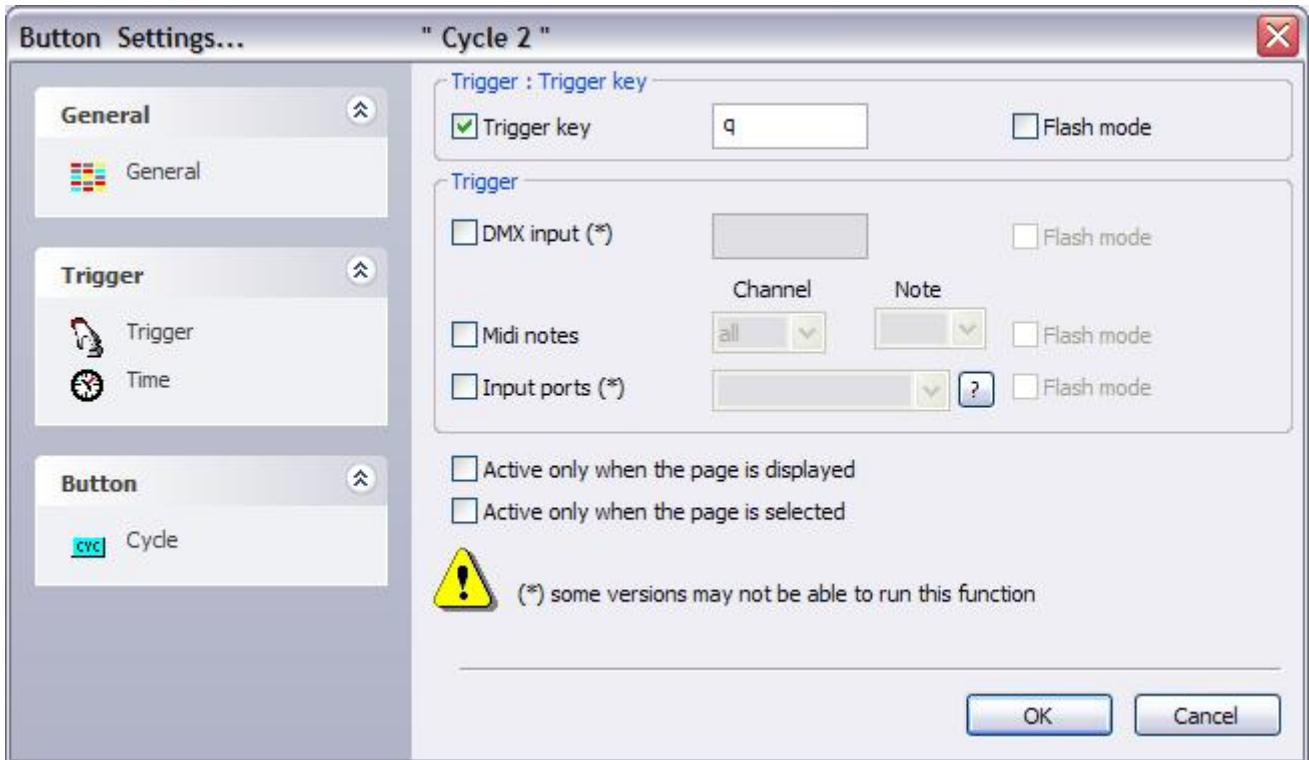 Button Settings... " Cycle 2 "
General
General
Trigger
Trigger
Time
Button
CYC Cycle
Trigger : Trigger key
Trigger key q Flash mode
Trigger
DMX input (*) Flash mode
Channel Note
Midi notes all Flash mode
Input ports (*) ? Flash mode
Active only when the page is displayed
Active only when the page is selected
! (*) some versions may not be able to run this function
OK Cancel